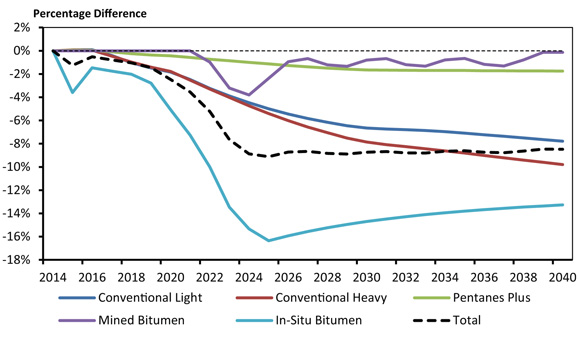 Percentage Difference
2%
0%
-2%
-4%
-6%
-8%
-10%
-12%
-14%
-16%
-18%
2014 2016 2018 2020 2022 2024 2026 2028 2030 2032 2034 2036 2038 2040
Conventional Light Conventional Heavy Pentanes Plus
Mined Bitumen In-Situ Bitumen Total